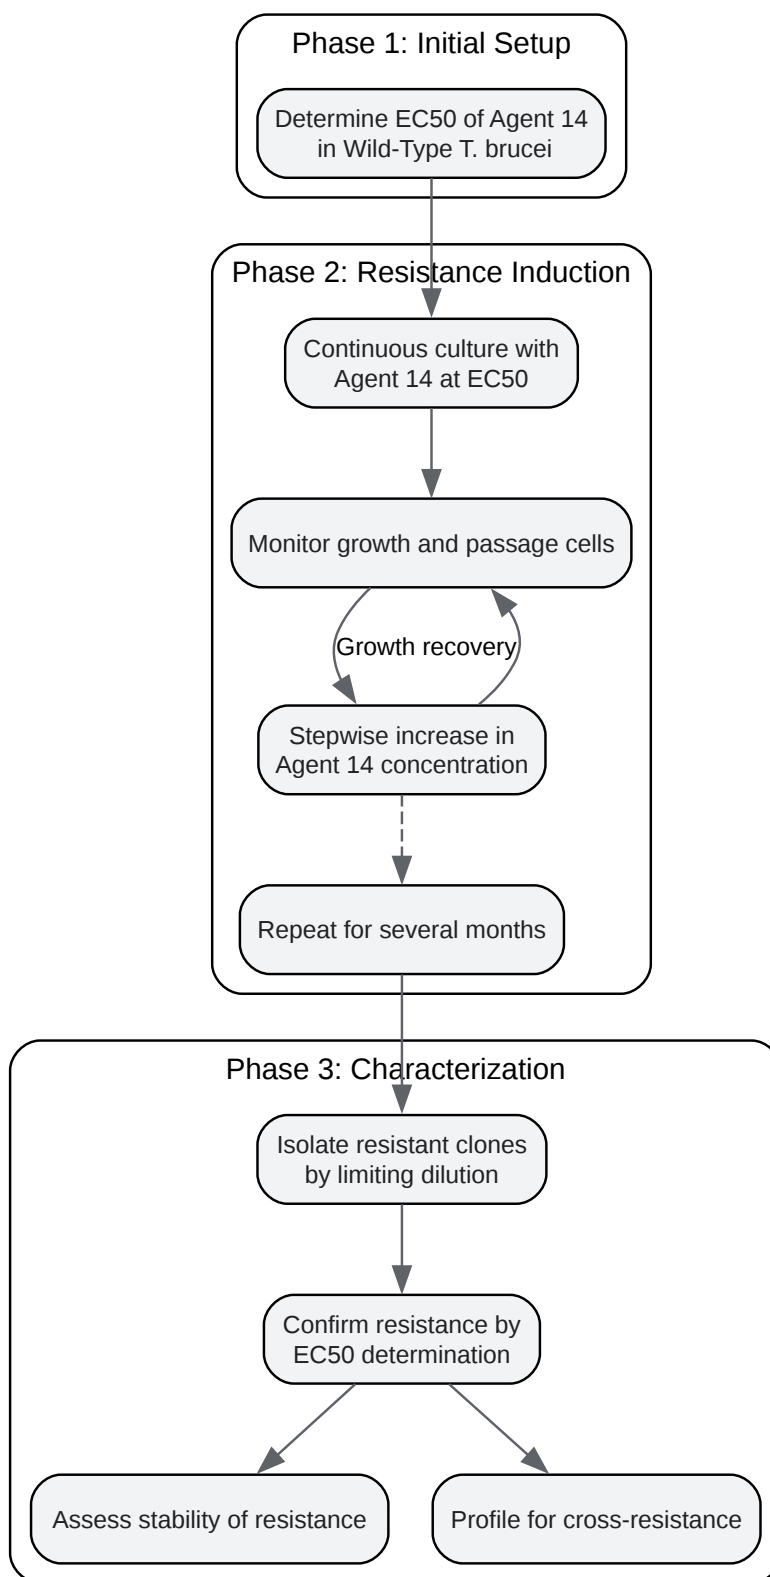 Phase 1: Initial Setup
Determine EC50 of Agent 14
in Wild-Type T. brucei
Phase 2: Resistance Induction
Continuous culture with
Agent 14 at EC50
Monitor growth and passage cells
Growth recovery
Stepwise increase in
Agent 14 concentration
Repeat for several months
Phase 3: Characterization
Isolate resistant clones
by limiting dilution
Confirm resistance by
EC50 determination
Assess stability of resistance
Profile for cross-resistance